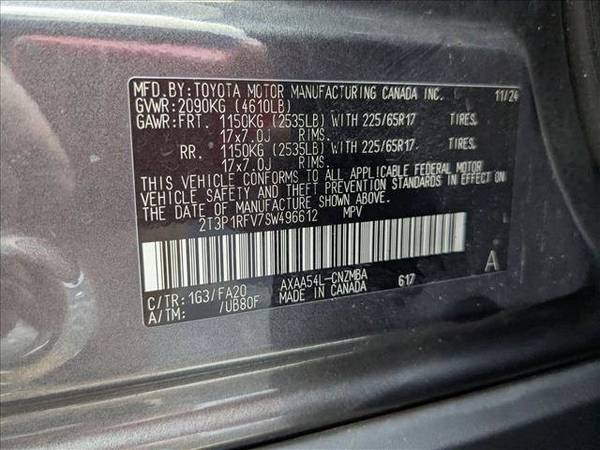 MFD.BY:TOYOTA MOTOR MANUFACTURING CANADA INC. 11/24
GVWR:2090KG (4610LB)
GAWR:FRT. 1150KG (2535LB) WITH 225/65R17 TIRES.
17x7.0J RIMS.
RR. 1150KG (2535LB) WITH 225/65R17 TIRES.
17x7.0J RIMS
THIS VEHICLE CONFORMS TO ALL APPLICABLE FEDERAL MOTOR
VEHICLE SAFETY AND THEFT PREVENTION STANDARDS IN EFFECT ON
THE DATE OF MANUFACTURE SHOWN ABOVE.
2T3P1RFV7SW496612 MPV
C/TR:1G3/FA20 AXAA54L-CNZMBA 617 A
A/TM: /UB80F MADE IN CANADA